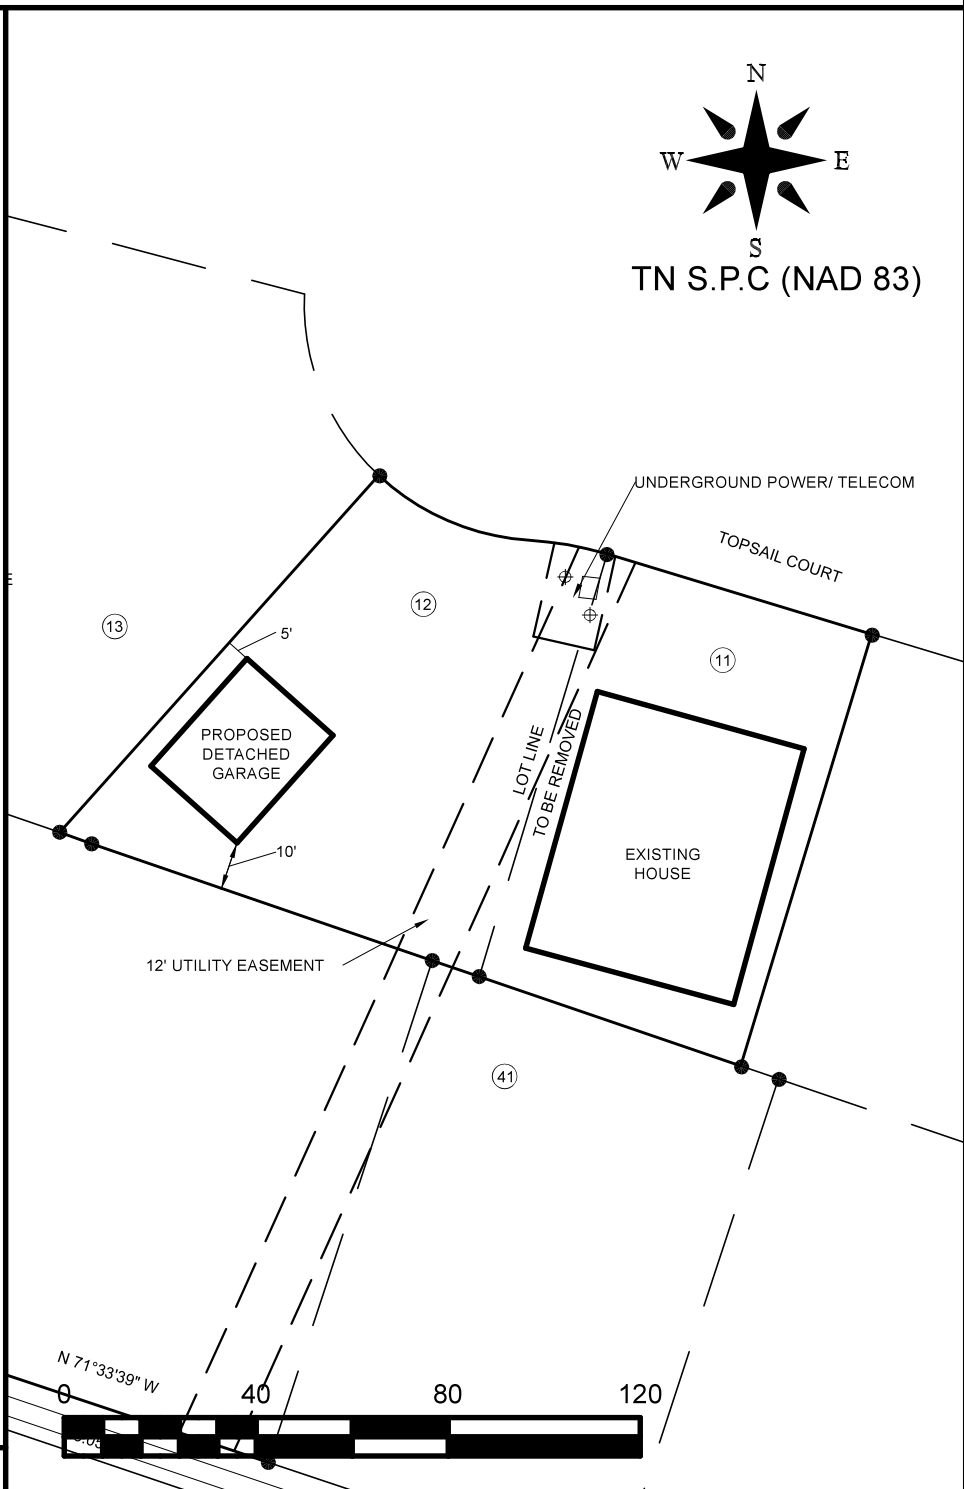 N
W E
S
TN S.P.C (NAD 83)
UNDERGROUND POWER/ TELECOM
TOPSAIL COURT
12
13
5'
11
PROPOSED
DETACHED
GARAGE
LOT LINE
TO BE REMOVED
10'
EXISTING
HOUSE
12' UTILITY EASEMENT
41
N 71°33'39" W
0 40 80 120